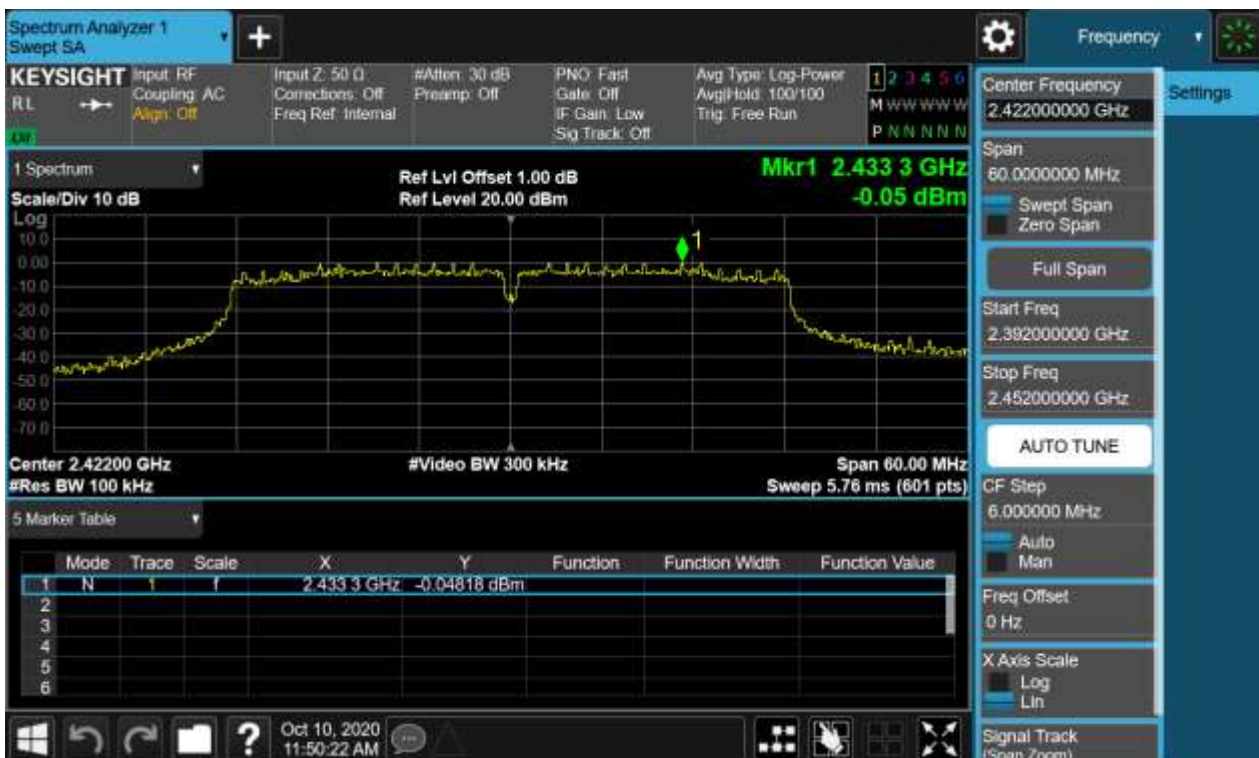 Spectrum Analyzer 1
Swept SA
+
Frequency
KEYSIGHT
RL
Input: RF
Coupling: AC
Align: Off
Input Z: 50 Ω
Corrections: Off
Freq Ref: Internal
#Atten: 30 dB
Preamp: Off
PNO: Fast
Gate: Off
IF Gain: Low
Sig Track: Off
Avg Type: Log-Power
Avg|Hold: 100/100
Trig: Free Run
1 2 3 4 5 6
M W W W W W
P N N N N N
1 Spectrum
Scale/Div 10 dB
Ref Lvl Offset 1.00 dB
Ref Level 20.00 dBm
Mkr1 2.433 3 GHz
-0.05 dBm
Log
10.0
0.00
-10.0
-20.0
-30.0
-40.0
-50.0
-60.0
-70.0
1
Center 2.42200 GHz
#Res BW 100 kHz
#Video BW 300 kHz
Span 60.00 MHz
Sweep 5.76 ms (601 pts)
5 Marker Table
Mode Trace Scale X Y Function Function Width Function Value
1 N 1 f 2.433 3 GHz -0.04818 dBm
2
3
4
5
6
Oct 10, 2020
11:50:22 AM
?
Center Frequency
2.422000000 GHz
Settings
Span
60.0000000 MHz
Swept Span
Zero Span
Full Span
Start Freq
2.392000000 GHz
Stop Freq
2.452000000 GHz
AUTO TUNE
CF Step
6.000000 MHz
Auto
Man
Freq Offset
0 Hz
X Axis Scale
Log
Lin
Signal Track
(Span Zoom)